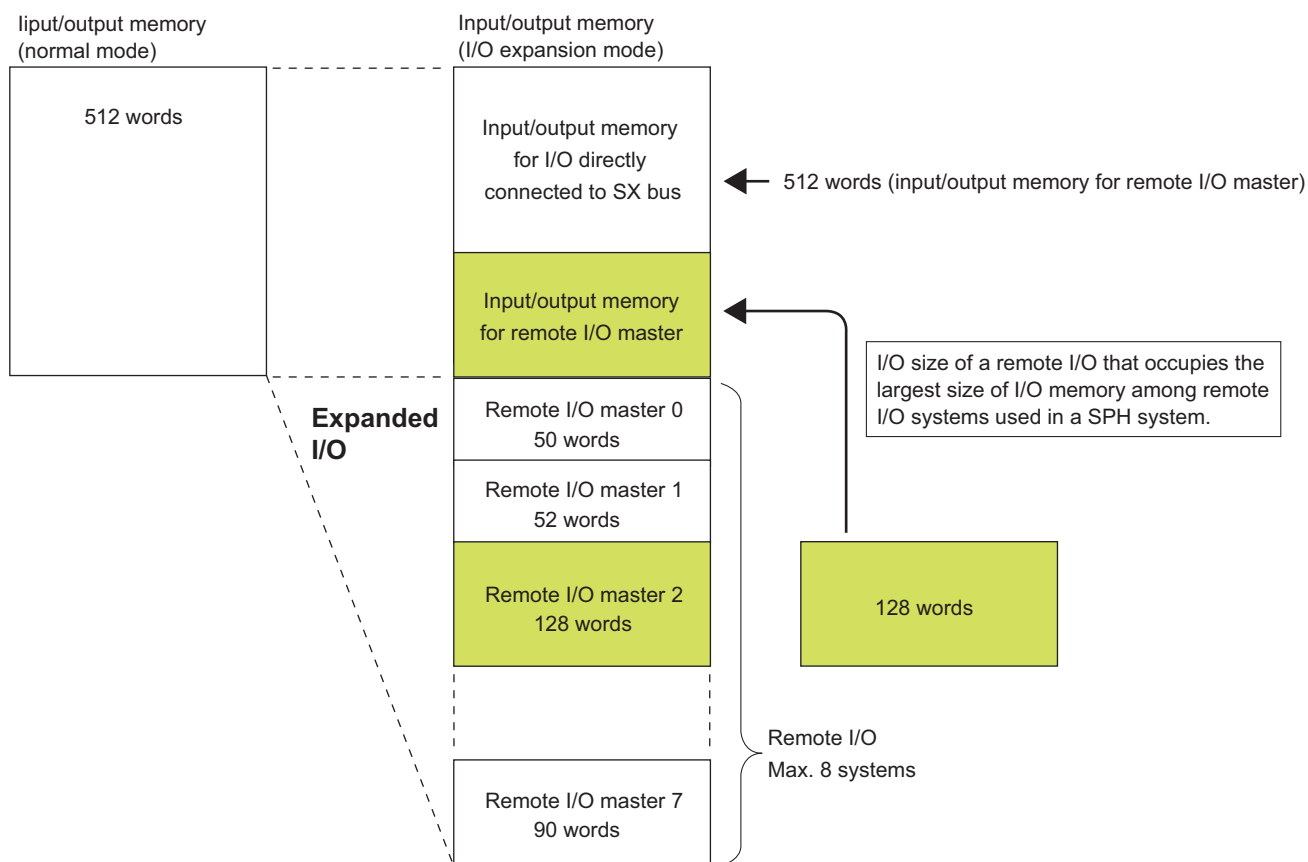 Iiput/output memory
(normal mode)
512 words
Input/output memory
(I/O expansion mode)
Input/output memory
for I/O directly
connected to SX bus
512 words (input/output memory for remote I/O master)
Input/output memory
for remote I/O master
I/O size of a remote I/O that occupies the
largest size of I/O memory among remote
I/O systems used in a SPH system.
Expanded
I/O
Remote I/O master 0
50 words
Remote I/O master 1
52 words
Remote I/O master 2
128 words
128 words
Remote I/O
Max. 8 systems
Remote I/O master 7
90 words